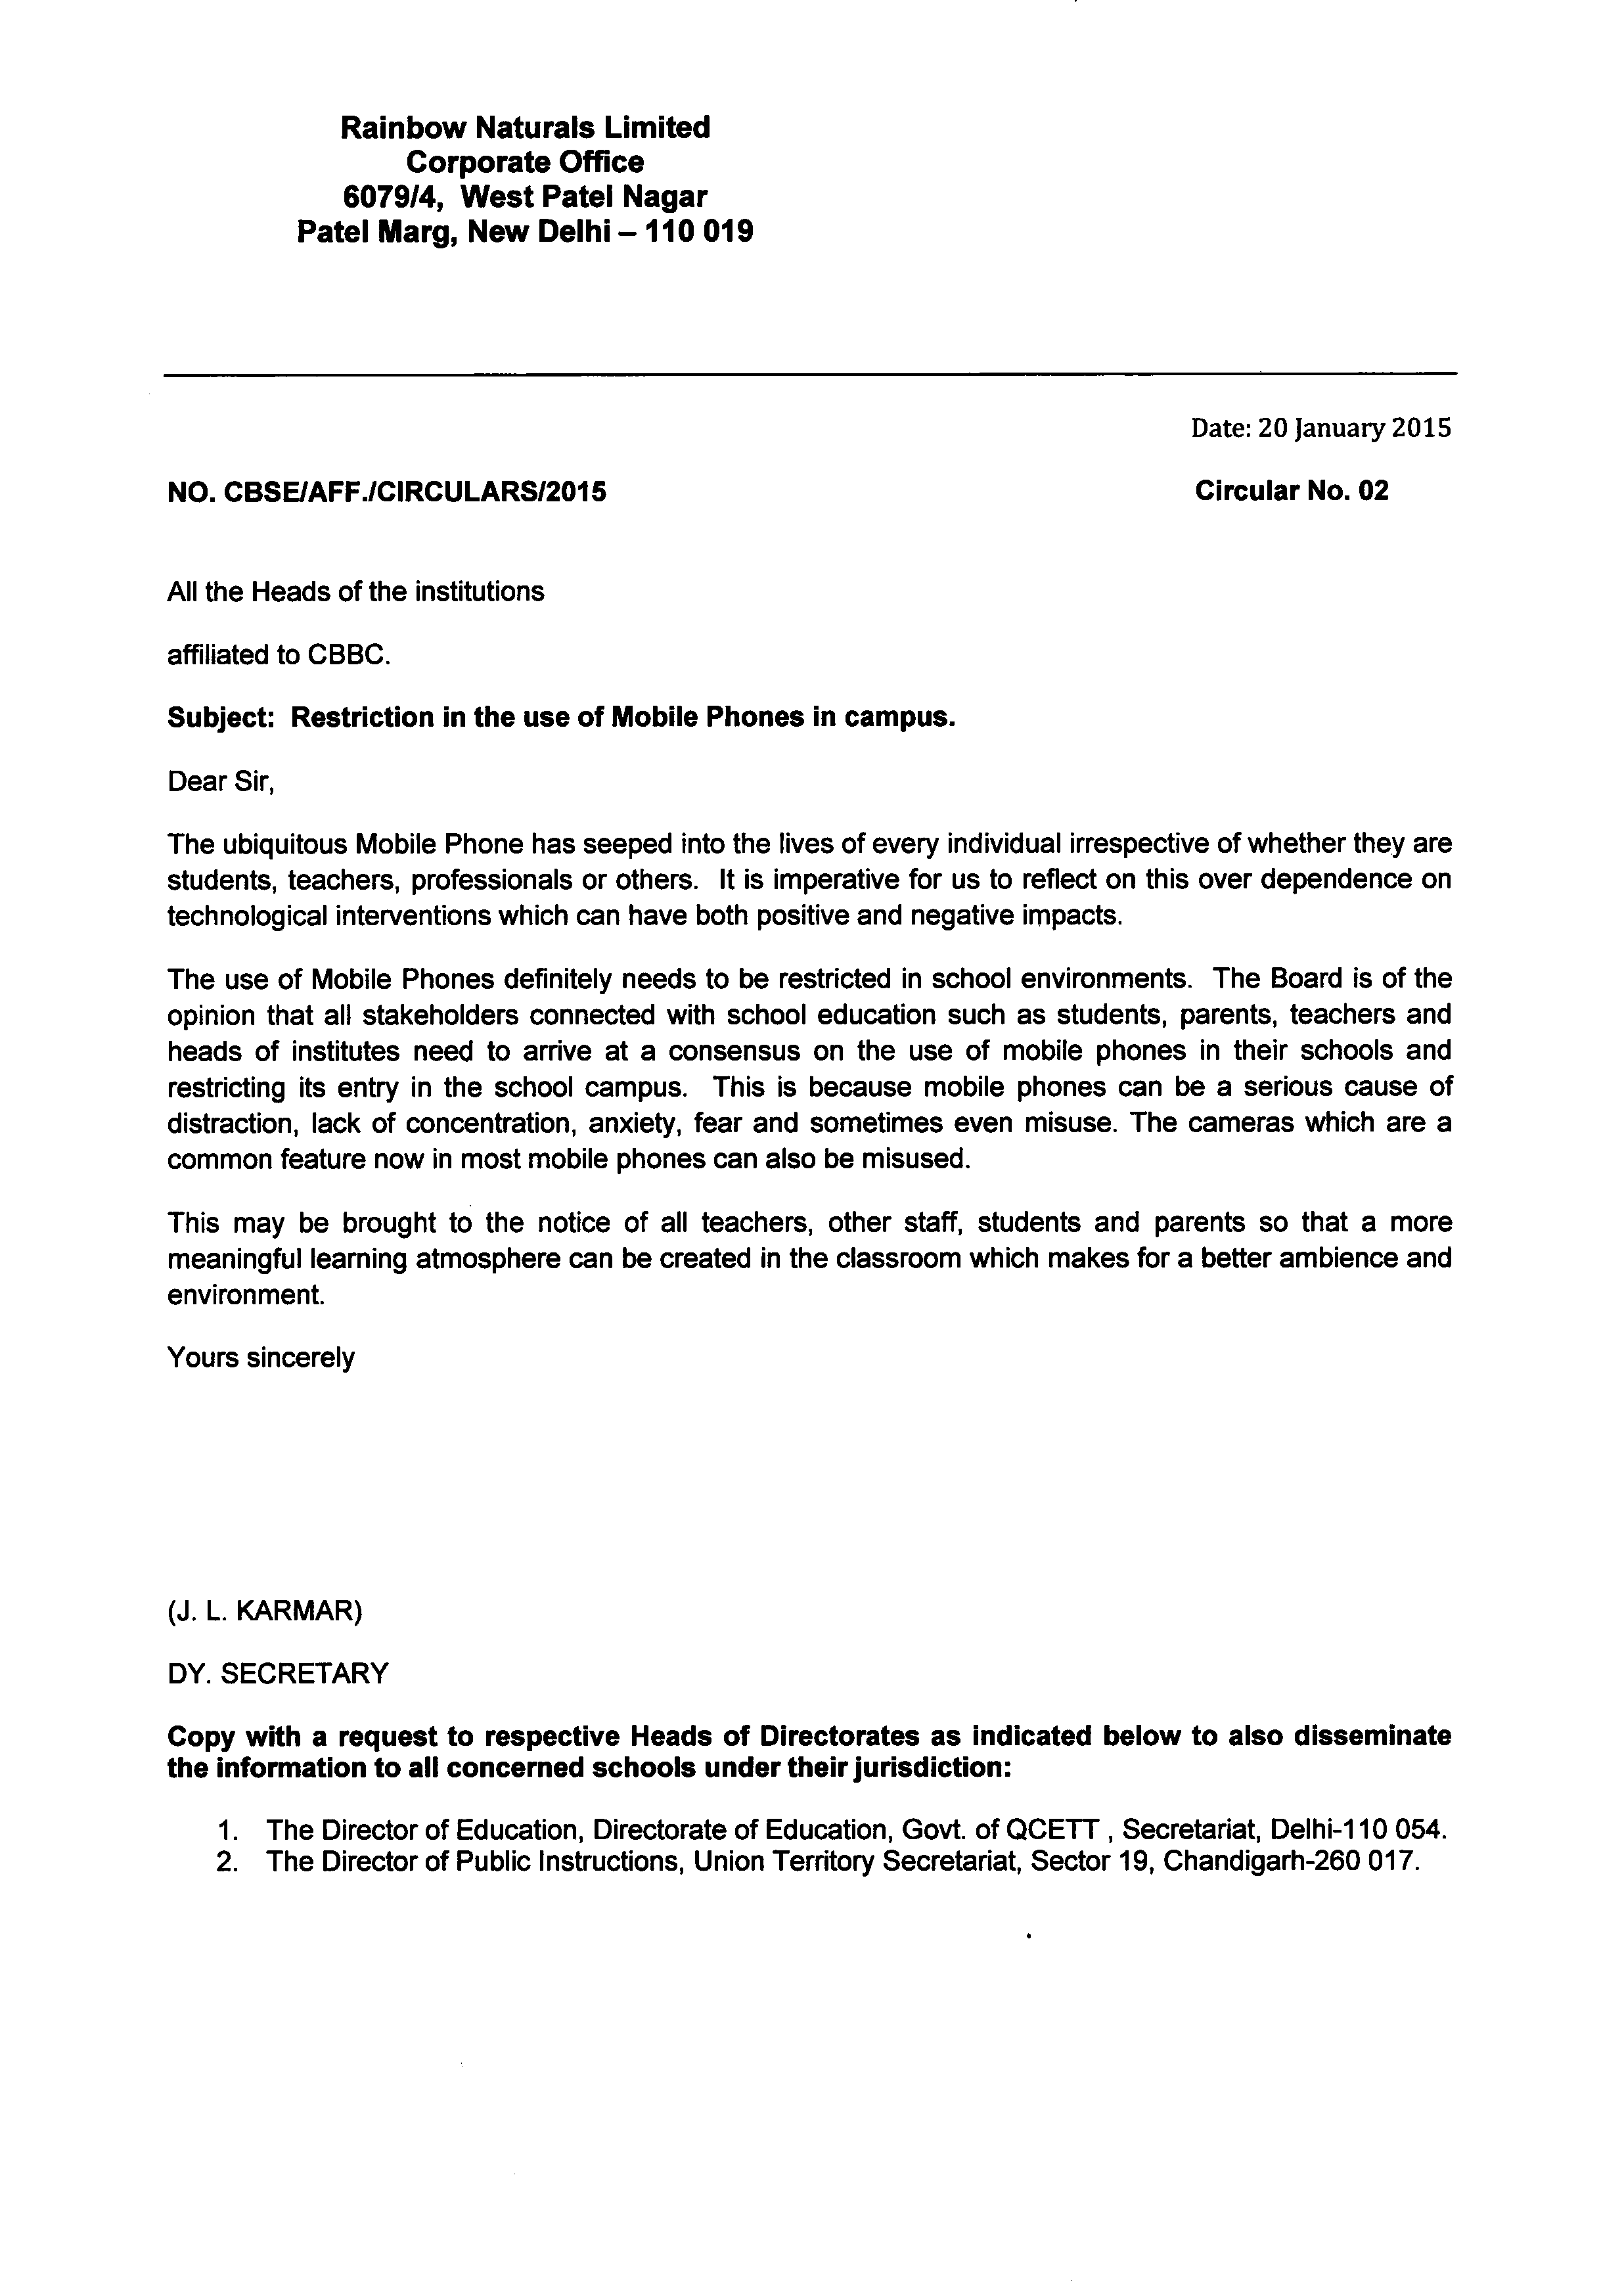 Rainbow Naturals Limited
Corporate Office
6079/4, West Patel Nagar
Patel Marg, New Delhi – 110 019
Date: 20 January 2015
NO. CBSE/AFF./CIRCULARS/2015 Circular No. 02
All the Heads of the institutions
affiliated to CBBC.
Subject: Restriction in the use of Mobile Phones in campus.
Dear Sir,
The ubiquitous Mobile Phone has seeped into the lives of every individual irrespective of whether they are
students, teachers, professionals or others. It is imperative for us to reflect on this over dependence on
technological interventions which can have both positive and negative impacts.
The use of Mobile Phones definitely needs to be restricted in school environments. The Board is of the
opinion that all stakeholders connected with school education such as students, parents, teachers and
heads of institutes need to arrive at a consensus on the use of mobile phones in their schools and
restricting its entry in the school campus. This is because mobile phones can be a serious cause of
distraction, lack of concentration, anxiety, fear and sometimes even misuse. The cameras which are a
common feature now in most mobile phones can also be misused.
This may be brought to the notice of all teachers, other staff, students and parents so that a more
meaningful learning atmosphere can be created in the classroom which makes for a better ambience and
environment.
Yours sincerely
(J. L. KARMAR)
DY. SECRETARY
Copy with a request to respective Heads of Directorates as indicated below to also disseminate
the information to all concerned schools under their jurisdiction:
1. The Director of Education, Directorate of Education, Govt. of QCETT , Secretariat, Delhi-110 054.
2. The Director of Public Instructions, Union Territory Secretariat, Sector 19, Chandigarh-260 017.